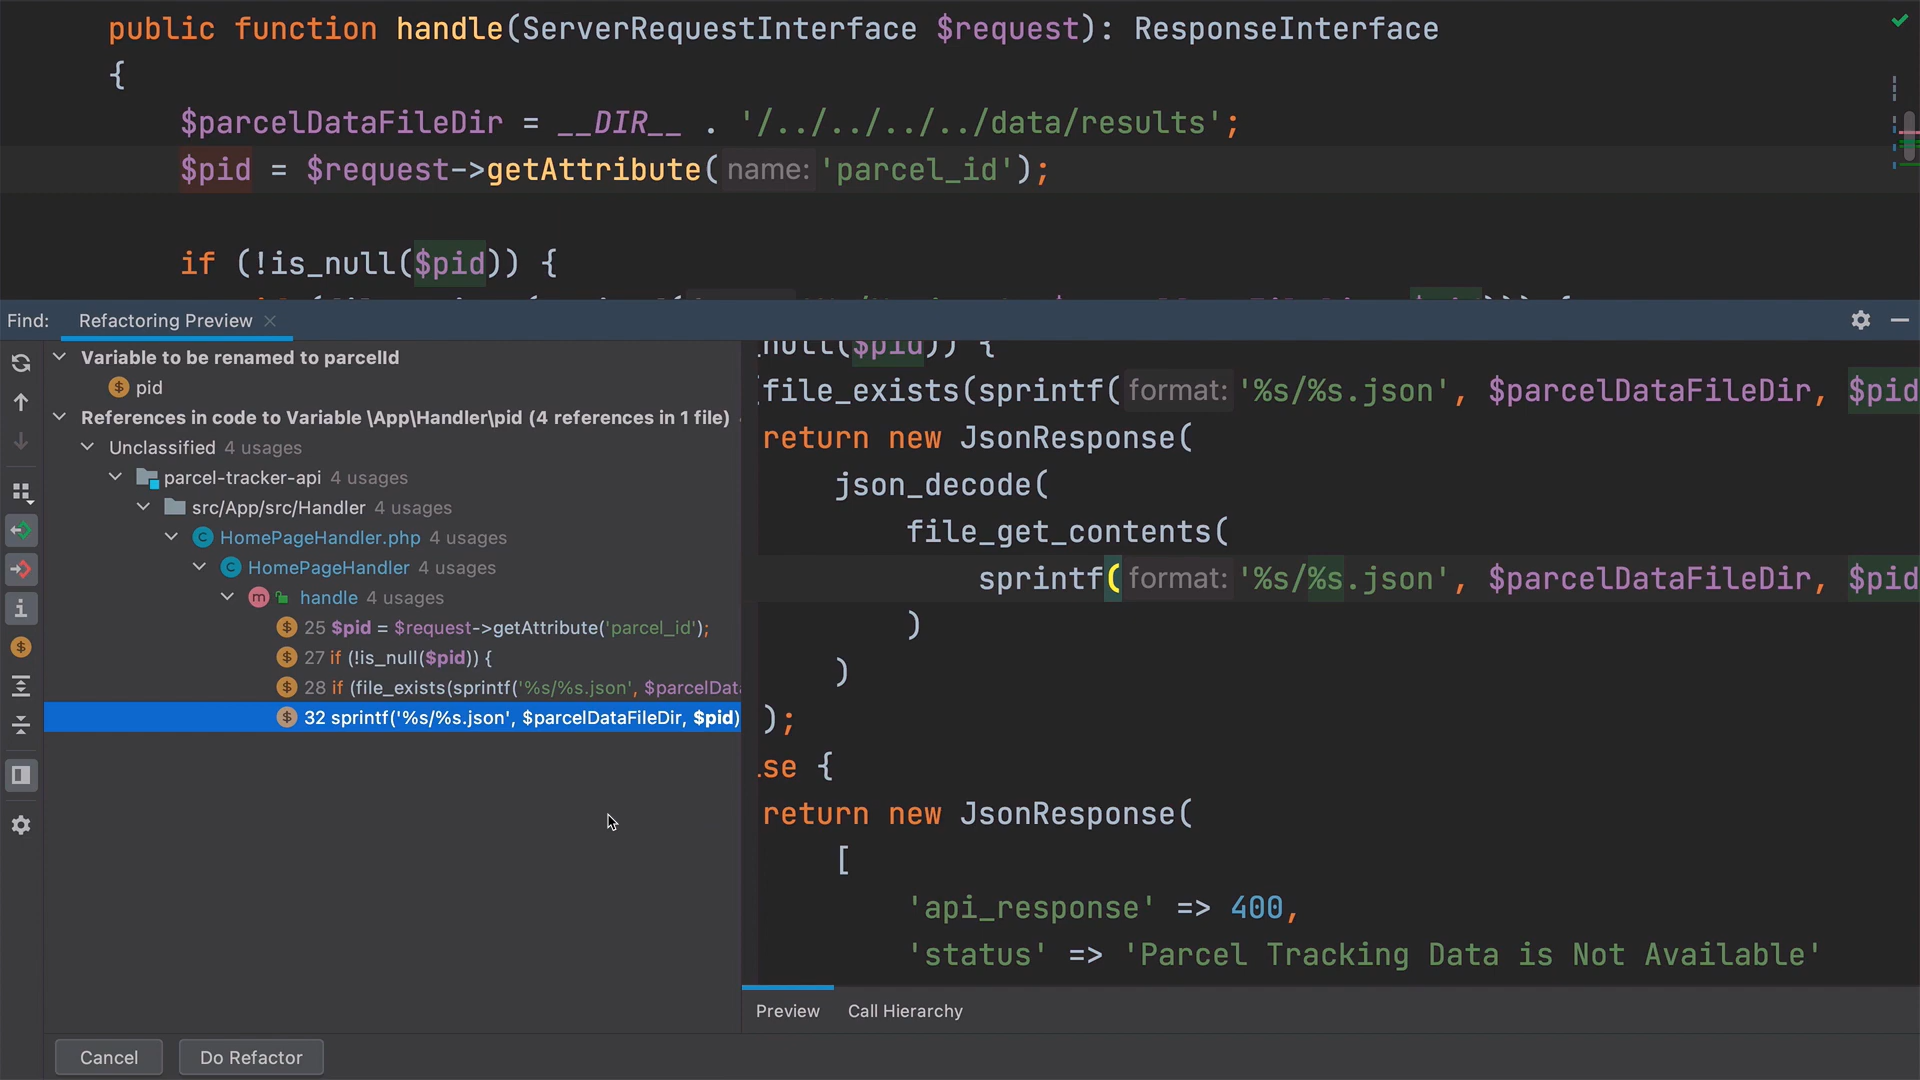 public function handle(ServerRequestInterface $request): ResponseInterface
{
$parcelDataFileDir = __DIR__ . '/../../../../data/results';
$pid = $request->getAttribute( name: 'parcel_id');
if (!is_null($pid)) {
Find: Refactoring Preview
Variable to be renamed to parcelId
pid
References in code to Variable \App\Handler\pid (4 references in 1 file)
Unclassified 4 usages
parcel-tracker-api 4 usages
src/App/src/Handler 4 usages
HomePageHandler.php 4 usages
HomePageHandler 4 usages
handle 4 usages
25 $pid = $request->getAttribute('parcel_id');
27 if (!is_null($pid)) {
28 if (file_exists(sprintf('%s/%s.json', $parcelData
32 sprintf('%s/%s.json', $parcelDataFileDir, $pid)
null($pid)) {
file_exists(sprintf( format: '%s/%s.json', $parcelDataFileDir, $pid
return new JsonResponse(
json_decode(
file_get_contents(
sprintf( format: '%s/%s.json', $parcelDataFileDir, $pid
)
)
);
se {
return new JsonResponse(
[
'api_response' => 400,
'status' => 'Parcel Tracking Data is Not Available'
Preview Call Hierarchy
Cancel Do Refactor